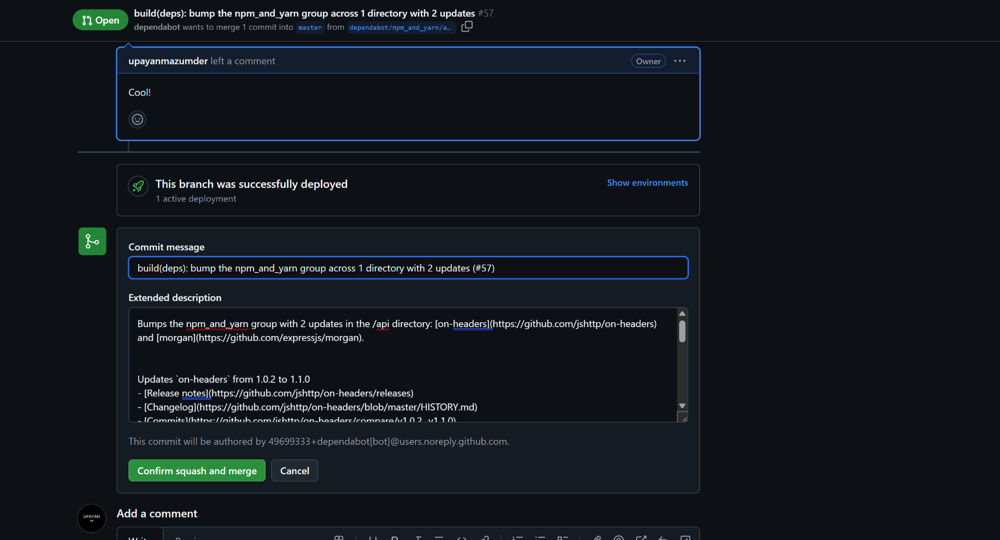 Open
build(deps): bump the npm_and_yarn group across 1 directory with 2 updates #57
dependabot wants to merge 1 commit into master from dependabot/npm_and_yarn/a…
upayanmazumder left a comment
Owner
Cool!
This branch was successfully deployed
Show environments
1 active deployment
Commit message
build(deps): bump the npm_and_yarn group across 1 directory with 2 updates (#57)
Extended description
Bumps the npm_and_yarn group with 2 updates in the /api directory: [on-headers](https://github.com/jshttp/on-headers)
and [morgan](https://github.com/expressjs/morgan).
Updates `on-headers` from 1.0.2 to 1.1.0
- [Release notes](https://github.com/jshttp/on-headers/releases)
- [Changelog](https://github.com/jshttp/on-headers/blob/master/HISTORY.md)
- [Commits](https://github.com/jshttp/on-headers/compare/v1.0.2...v1.1.0)
This commit will be authored by 49699333+dependabot[bot]@users.noreply.github.com.
Confirm squash and merge
Cancel
UPAYAN
</>
Add a comment
Write
Preview